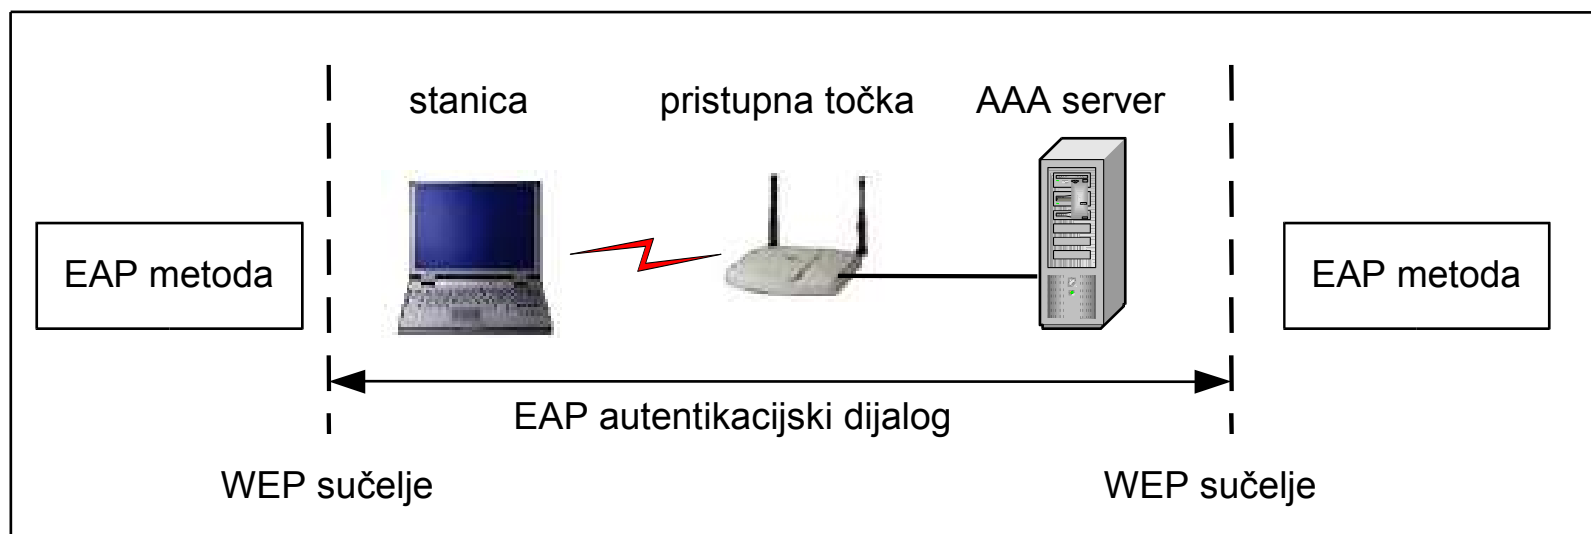 stanica
pristupna točka
AAA server
EAP metoda
EAP metoda
EAP autentikacijski dijalog
WEP sučelje
WEP sučelje